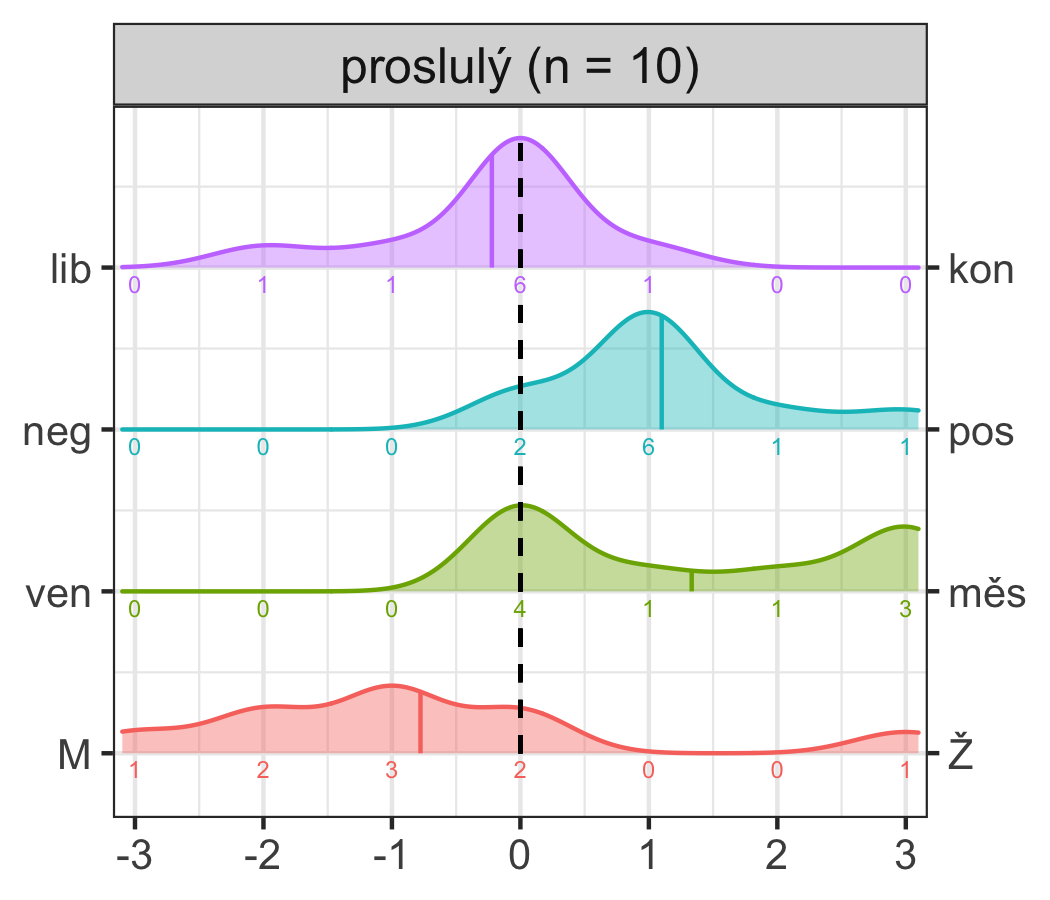 proslulý (n = 10)
lib kon
0 1 1 6 1 0 0
neg pos
0 0 0 2 6 1 1
ven měs
0 0 0 4 1 1 3
M Ž
1 2 3 2 0 0 1
-3 -2 -1 0 1 2 3